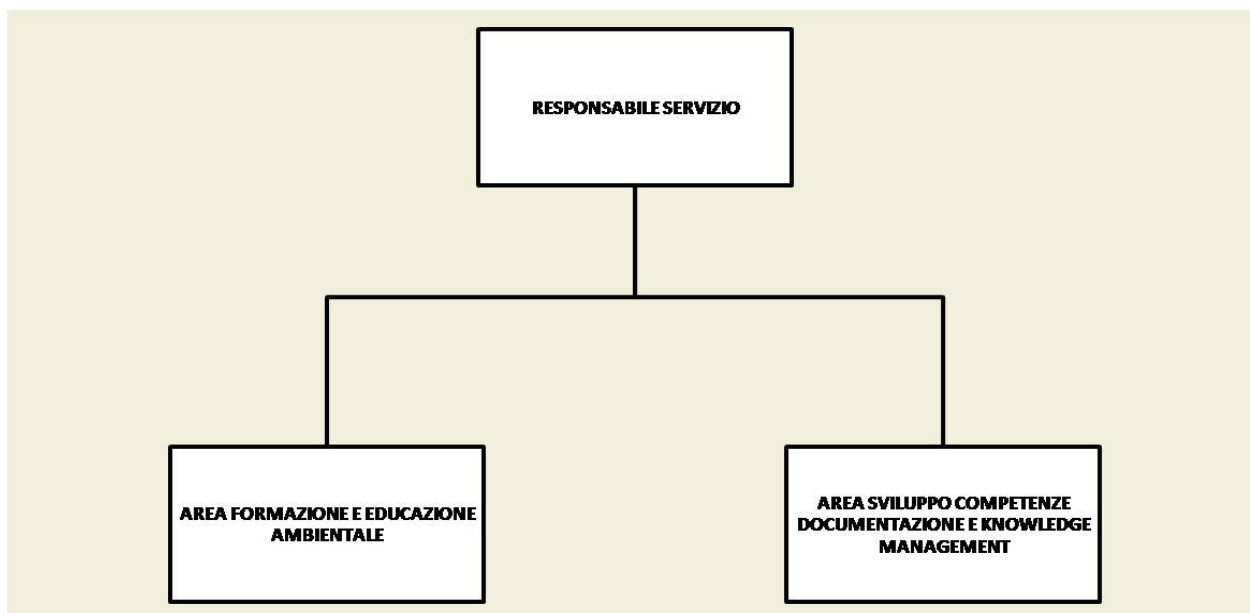 RESPONSABILE SERVIZIO
AREA FORMAZIONE E EDUCAZIONE
AMBIENTALE
AREA SVILUPPO COMPETENZE
DOCUMENTAZIONE E KNOWLEDGE
MANAGEMENT